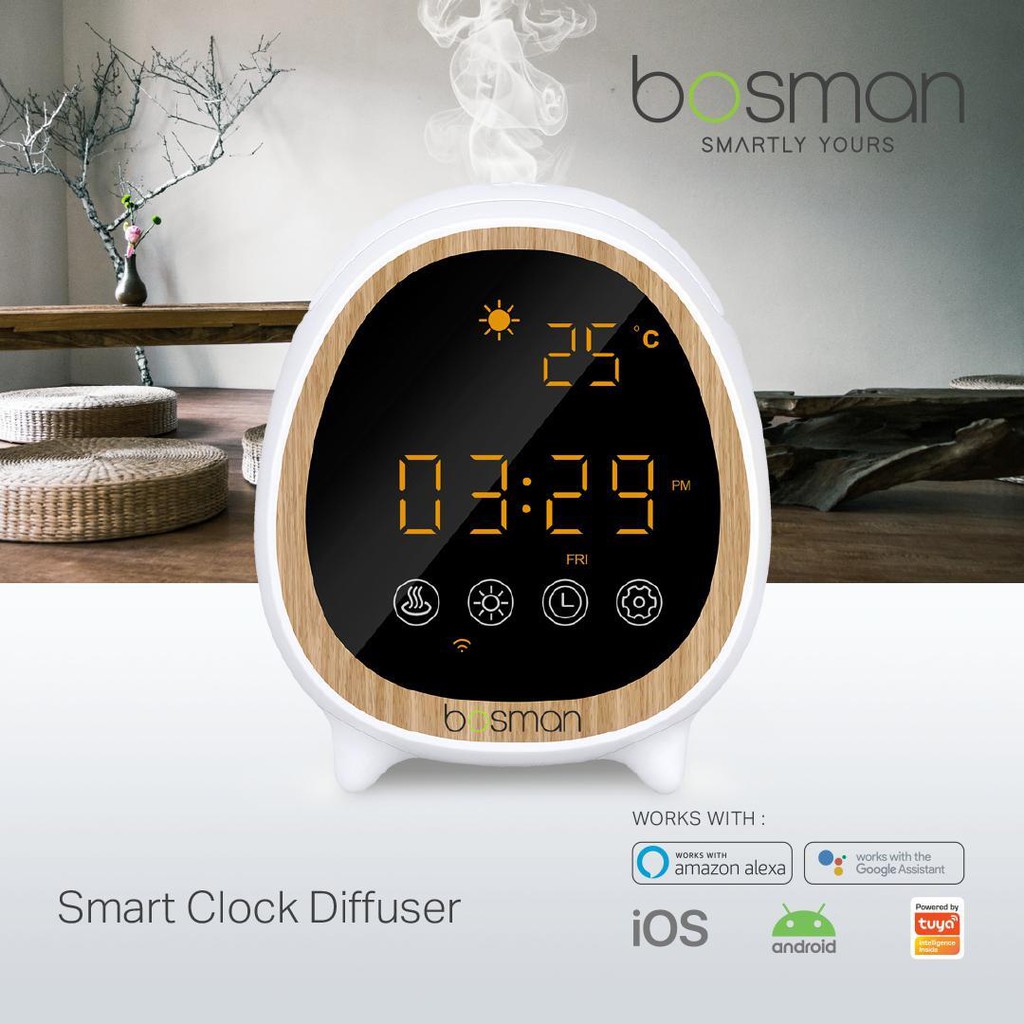 bosman
SMARTLY YOURS
25 °C
03:29 PM
FRI
bosman
WORKS WITH :
WORKS WITH
amazon alexa
works with the
Google Assistant
Smart Clock Diffuser
iOS
android
Powered by
tuya
intelligence
inside